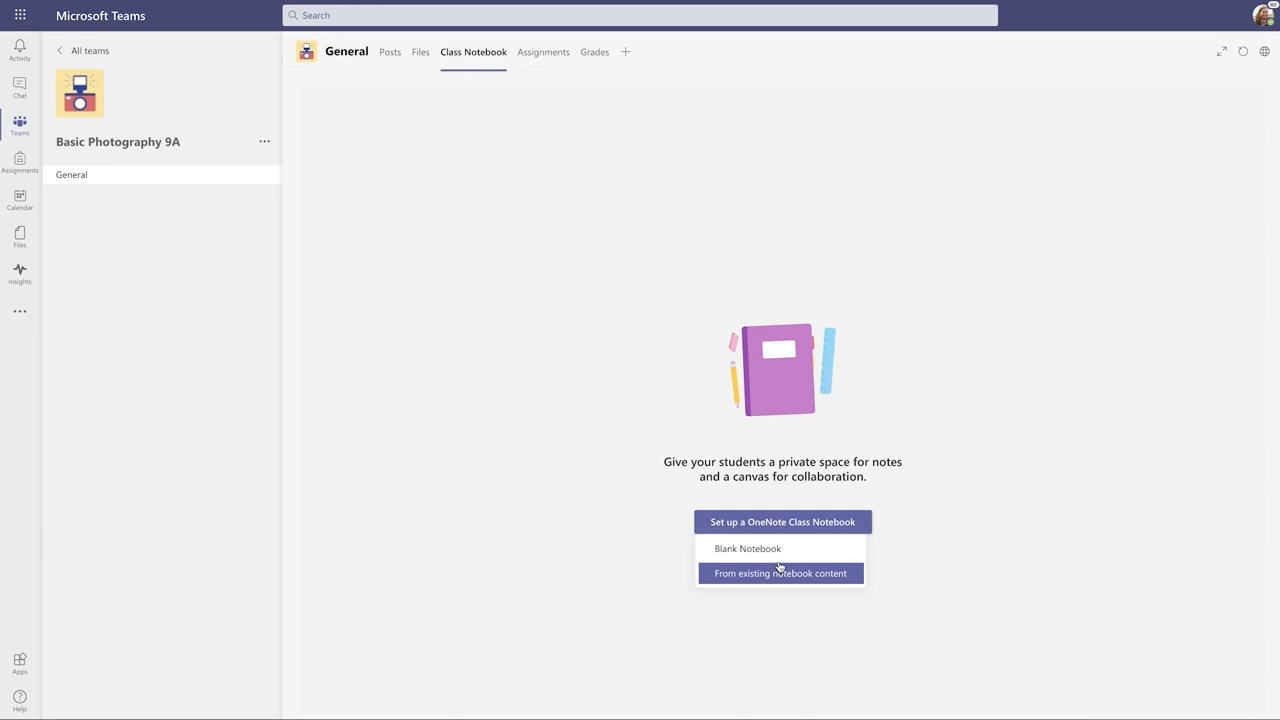 Microsoft Teams
Search
Activity
Chat
Teams
Assignments
Calendar
Files
Insights
Apps
Help
All teams
Basic Photography 9A
General
General
Posts
Files
Class Notebook
Assignments
Grades
Give your students a private space for notes
and a canvas for collaboration.
Set up a OneNote Class Notebook
Blank Notebook
From existing notebook content